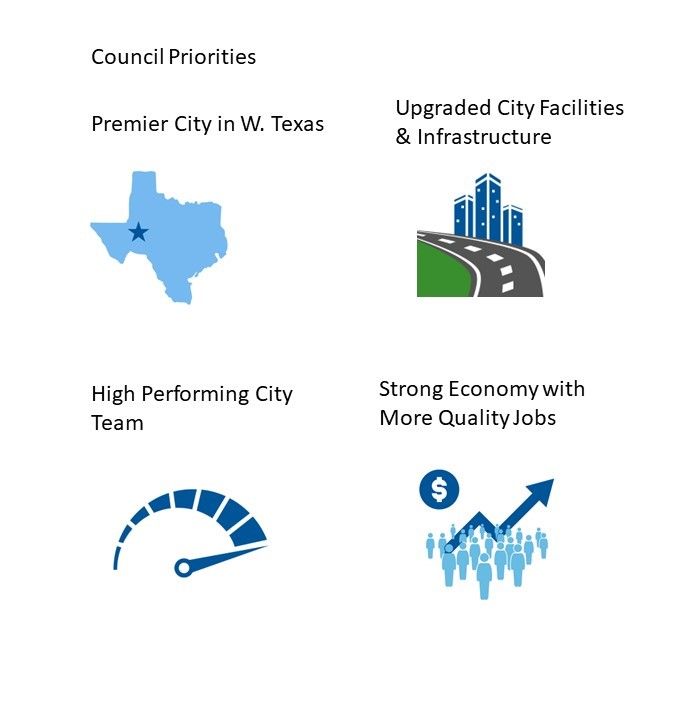 Council Priorities
Premier City in W. Texas
Upgraded City Facilities
& Infrastructure
High Performing City
Team
Strong Economy with
More Quality Jobs
$